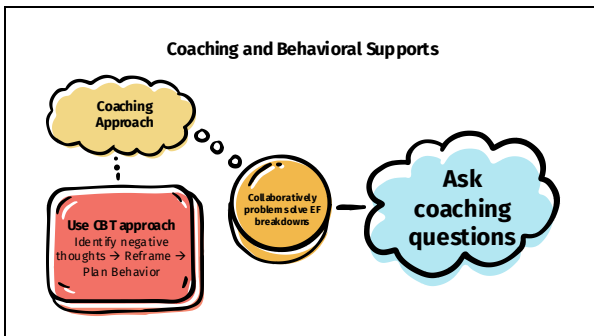 Coaching and Behavioral Supports
Coaching
Approach
Use CBT approach
Identify negative
thoughts → Reframe →
Plan Behavior
Collaboratively
problem solve EF
breakdowns
Ask
coaching
questions